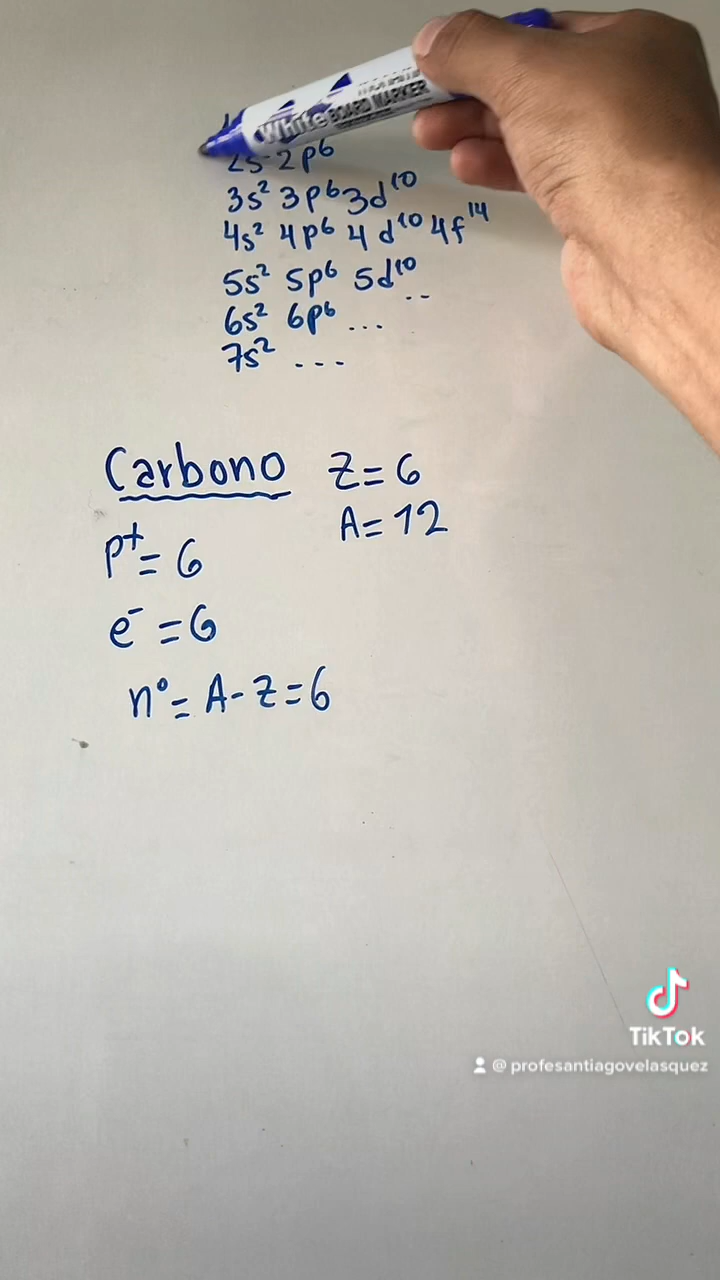 White BOARD MARKER
2s² 2p⁶
3s² 3p⁶ 3d¹⁰
4s² 4p⁶ 4d¹⁰ 4f¹⁴
5s² 5p⁶ 5d¹⁰ ..
6s² 6p⁶ ...
7s² ...
Carbono Z=6
A=12
p⁺=6
e⁻=6
n°=A-Z=6
TikTok
@profesantiagovelasquez